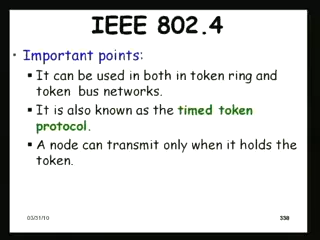 IEEE 802.4
• Important points:
▪ It can be used in both in token ring and
token bus networks.
▪ It is also known as the timed token
protocol.
▪ A node can transmit only when it holds the
token.
03/31/10
338